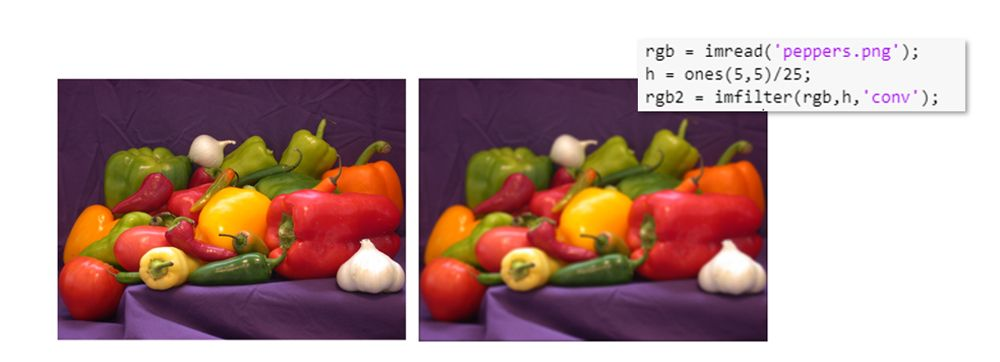 rgb = imread('peppers.png');
h = ones(5,5)/25;
rgb2 = imfilter(rgb,h,'conv');